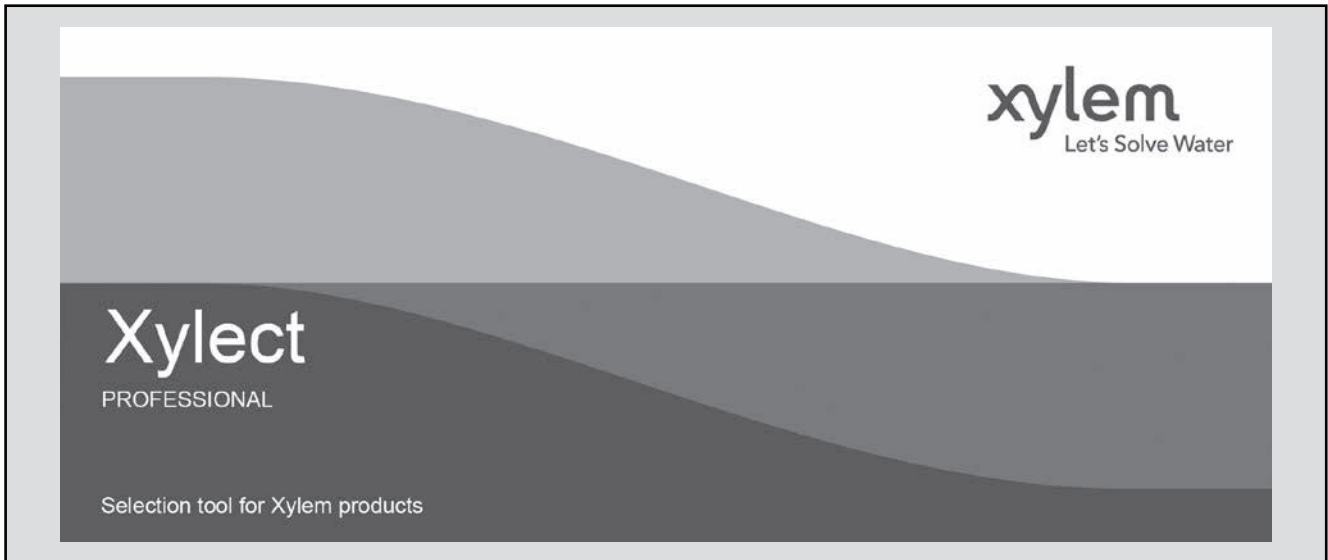 xylem
Let's Solve Water
Xylect
PROFESSIONAL
Selection tool for Xylem products